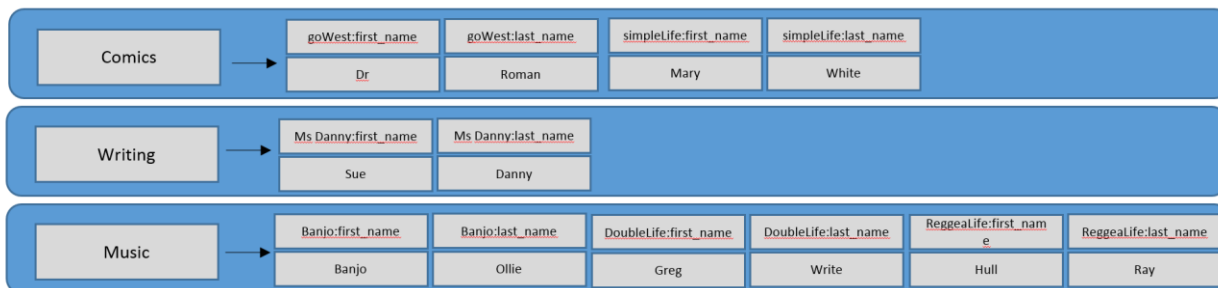 goWest:first_name goWest:last_name simpleLife:first_name simpleLife:last_name
Comics
Dr Roman Mary White
Ms Danny:first_name Ms Danny:last_name
Writing
Sue Danny
Banjo:first_name Banjo:last_name DoubleLife:first_name DoubleLife:last_name ReggeaLife:first_nam
e ReggeaLife:last_name
Music
Banjo Ollie Greg Write Hull Ray